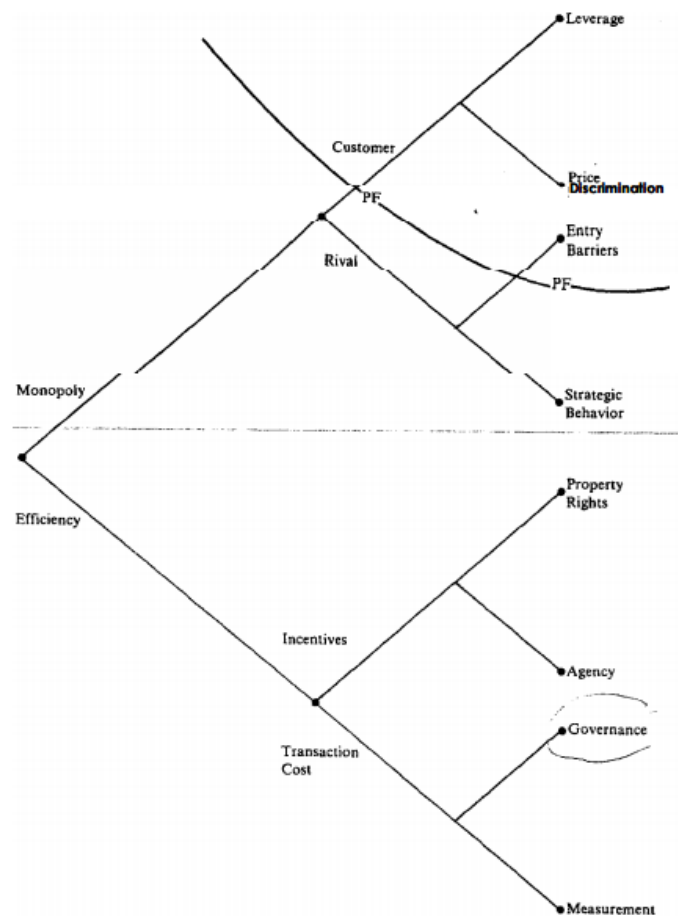 Leverage
Customer
Price
Discrimination
PF
Entry
Barriers
Rival
PF
Monopoly
Strategic
Behavior
Property
Rights
Efficiency
Incentives
Agency
Governance
Transaction
Cost
Measurement